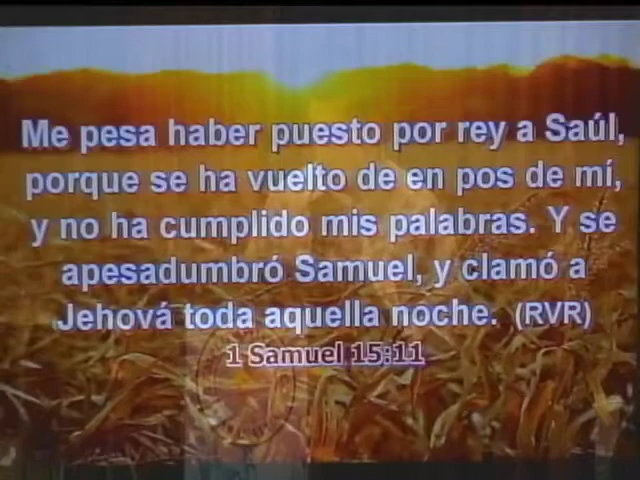 Me pesa haber puesto por rey a Saúl,
porque se ha vuelto de en pos de mí,
y no ha cumplido mis palabras. Y se
apesadumbró Samuel, y clamó a
Jehová toda aquella noche. (RVR)
1 Samuel 15:11